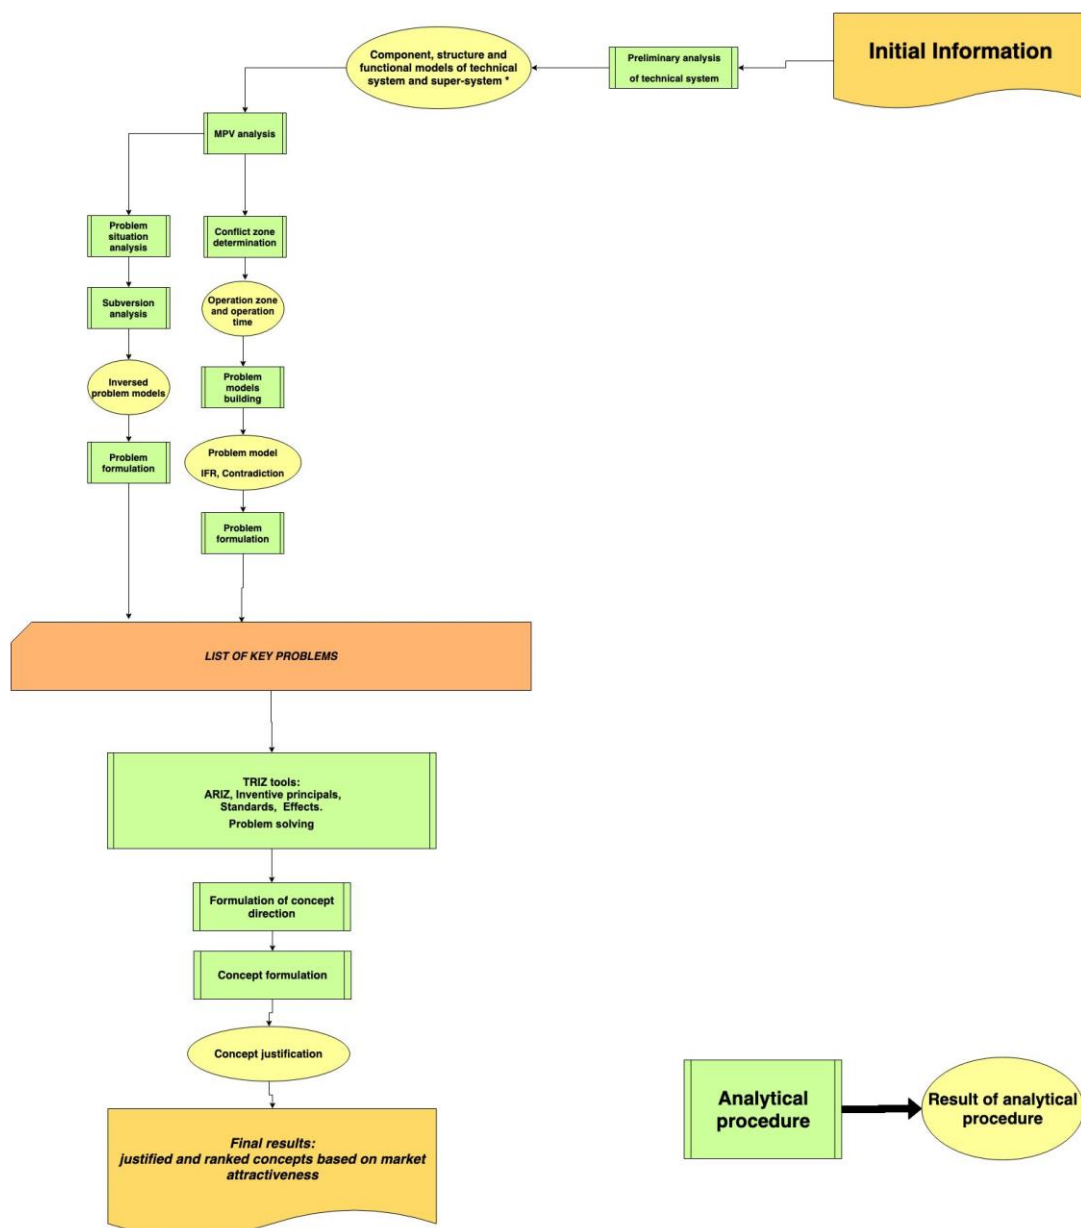 Initial Information
Preliminary analysis
of technical system
Component, structure and
functional models of technical
system and super-system *
MPV analysis
Problem
situation
analysis
Subversion
analysis
Inversed
problem models
Problem
formulation
Conflict zone
determination
Operation zone
and operation
time
Problem
models
building
Problem model
IFR, Contradiction
Problem
formulation
LIST OF KEY PROBLEMS
TRIZ tools:
ARIZ, Inventive principals,
Standards, Effects.
Problem solving
Formulation of concept
direction
Concept formulation
Concept justification
Final results:
justified and ranked concepts based on market
attractiveness
Analytical
procedure
Result of analytical
procedure